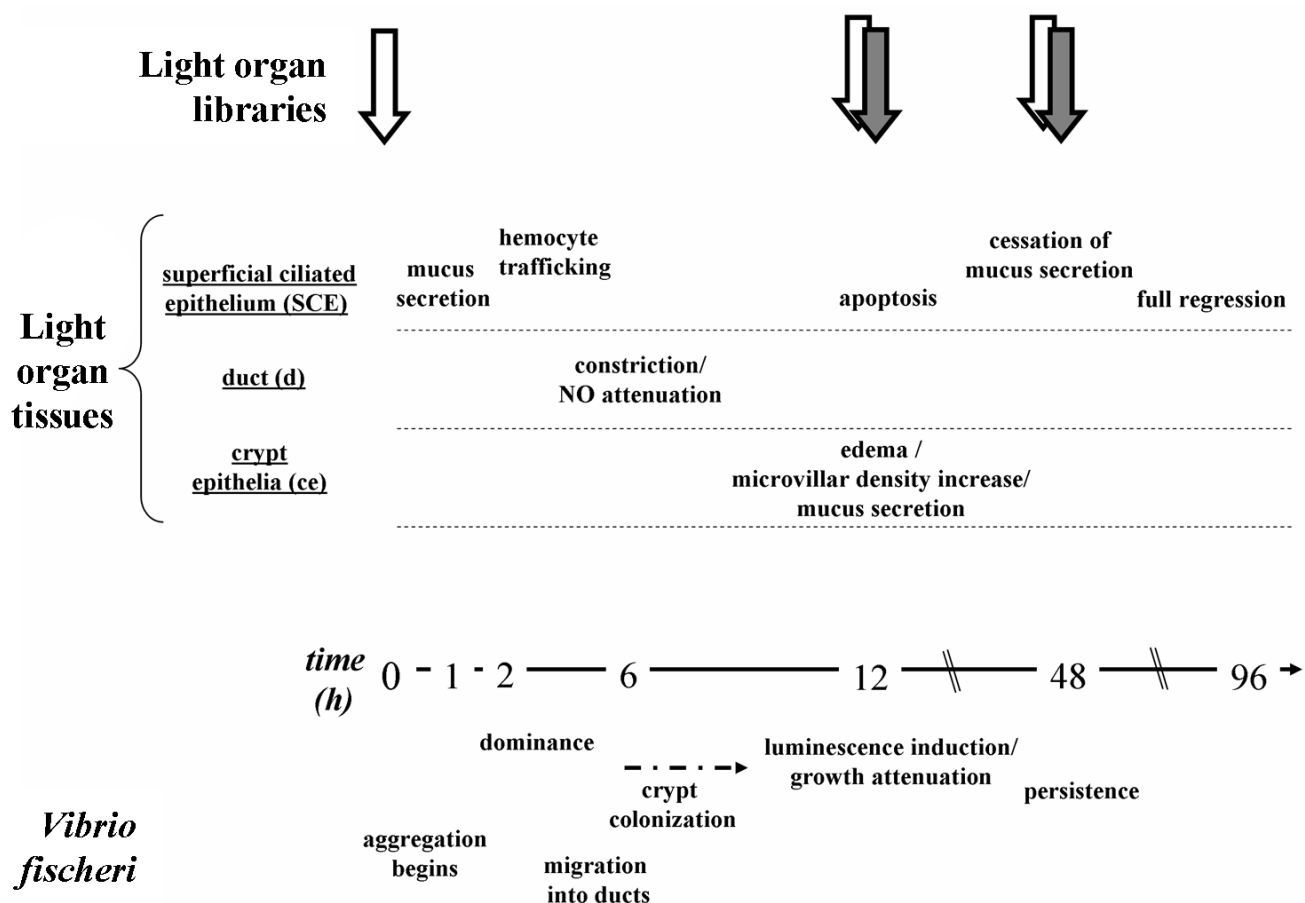 Light organ
libraries
Light
organ
tissues
superficial ciliated
epithelium (SCE)
mucus
secretion
hemocyte
trafficking
apoptosis
cessation of
mucus secretion
full regression
duct (d)
constriction/
NO attenuation
crypt
epithelia (ce)
edema /
microvillar density increase/
mucus secretion
time
(h)
0 1 2 6 12 48 96
Vibrio
fischeri
aggregation
begins
dominance
migration
into ducts
crypt
colonization
luminescence induction/
growth attenuation
persistence